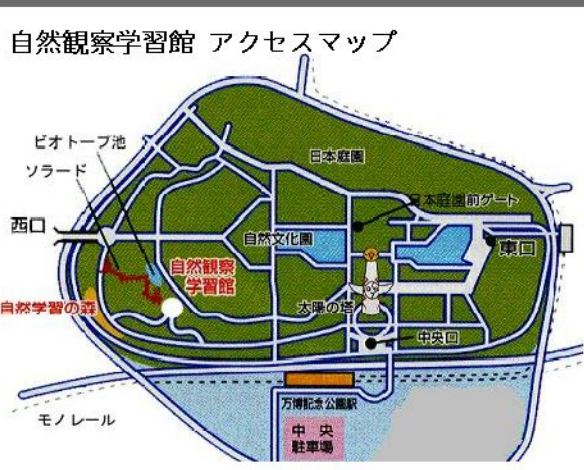 自然観察学習館 アクセスマップ
ビオトープ池
ソラード
日本庭園
日本庭園前ゲート
西口
自然文化園
東口
自然観察
学習館
自然学習の森
太陽の塔
中央口
万博記念公園駅
モノレール
中央
駐車場